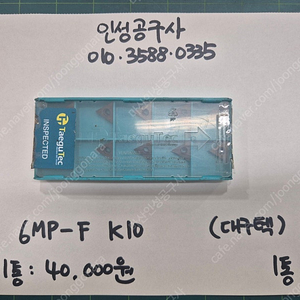 인성공구사
010.3588.0335
TaeguTec
INSPECTED
6MP-F K10 (대구텍)
1통: 40,000원 1통